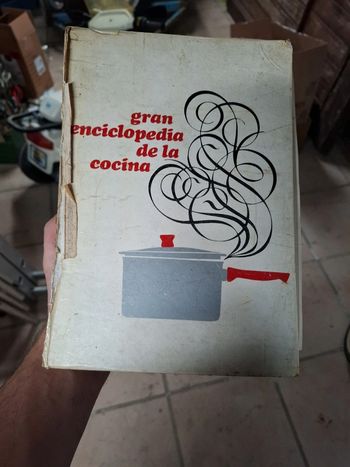 gran
enciclopedia
de la
cocina